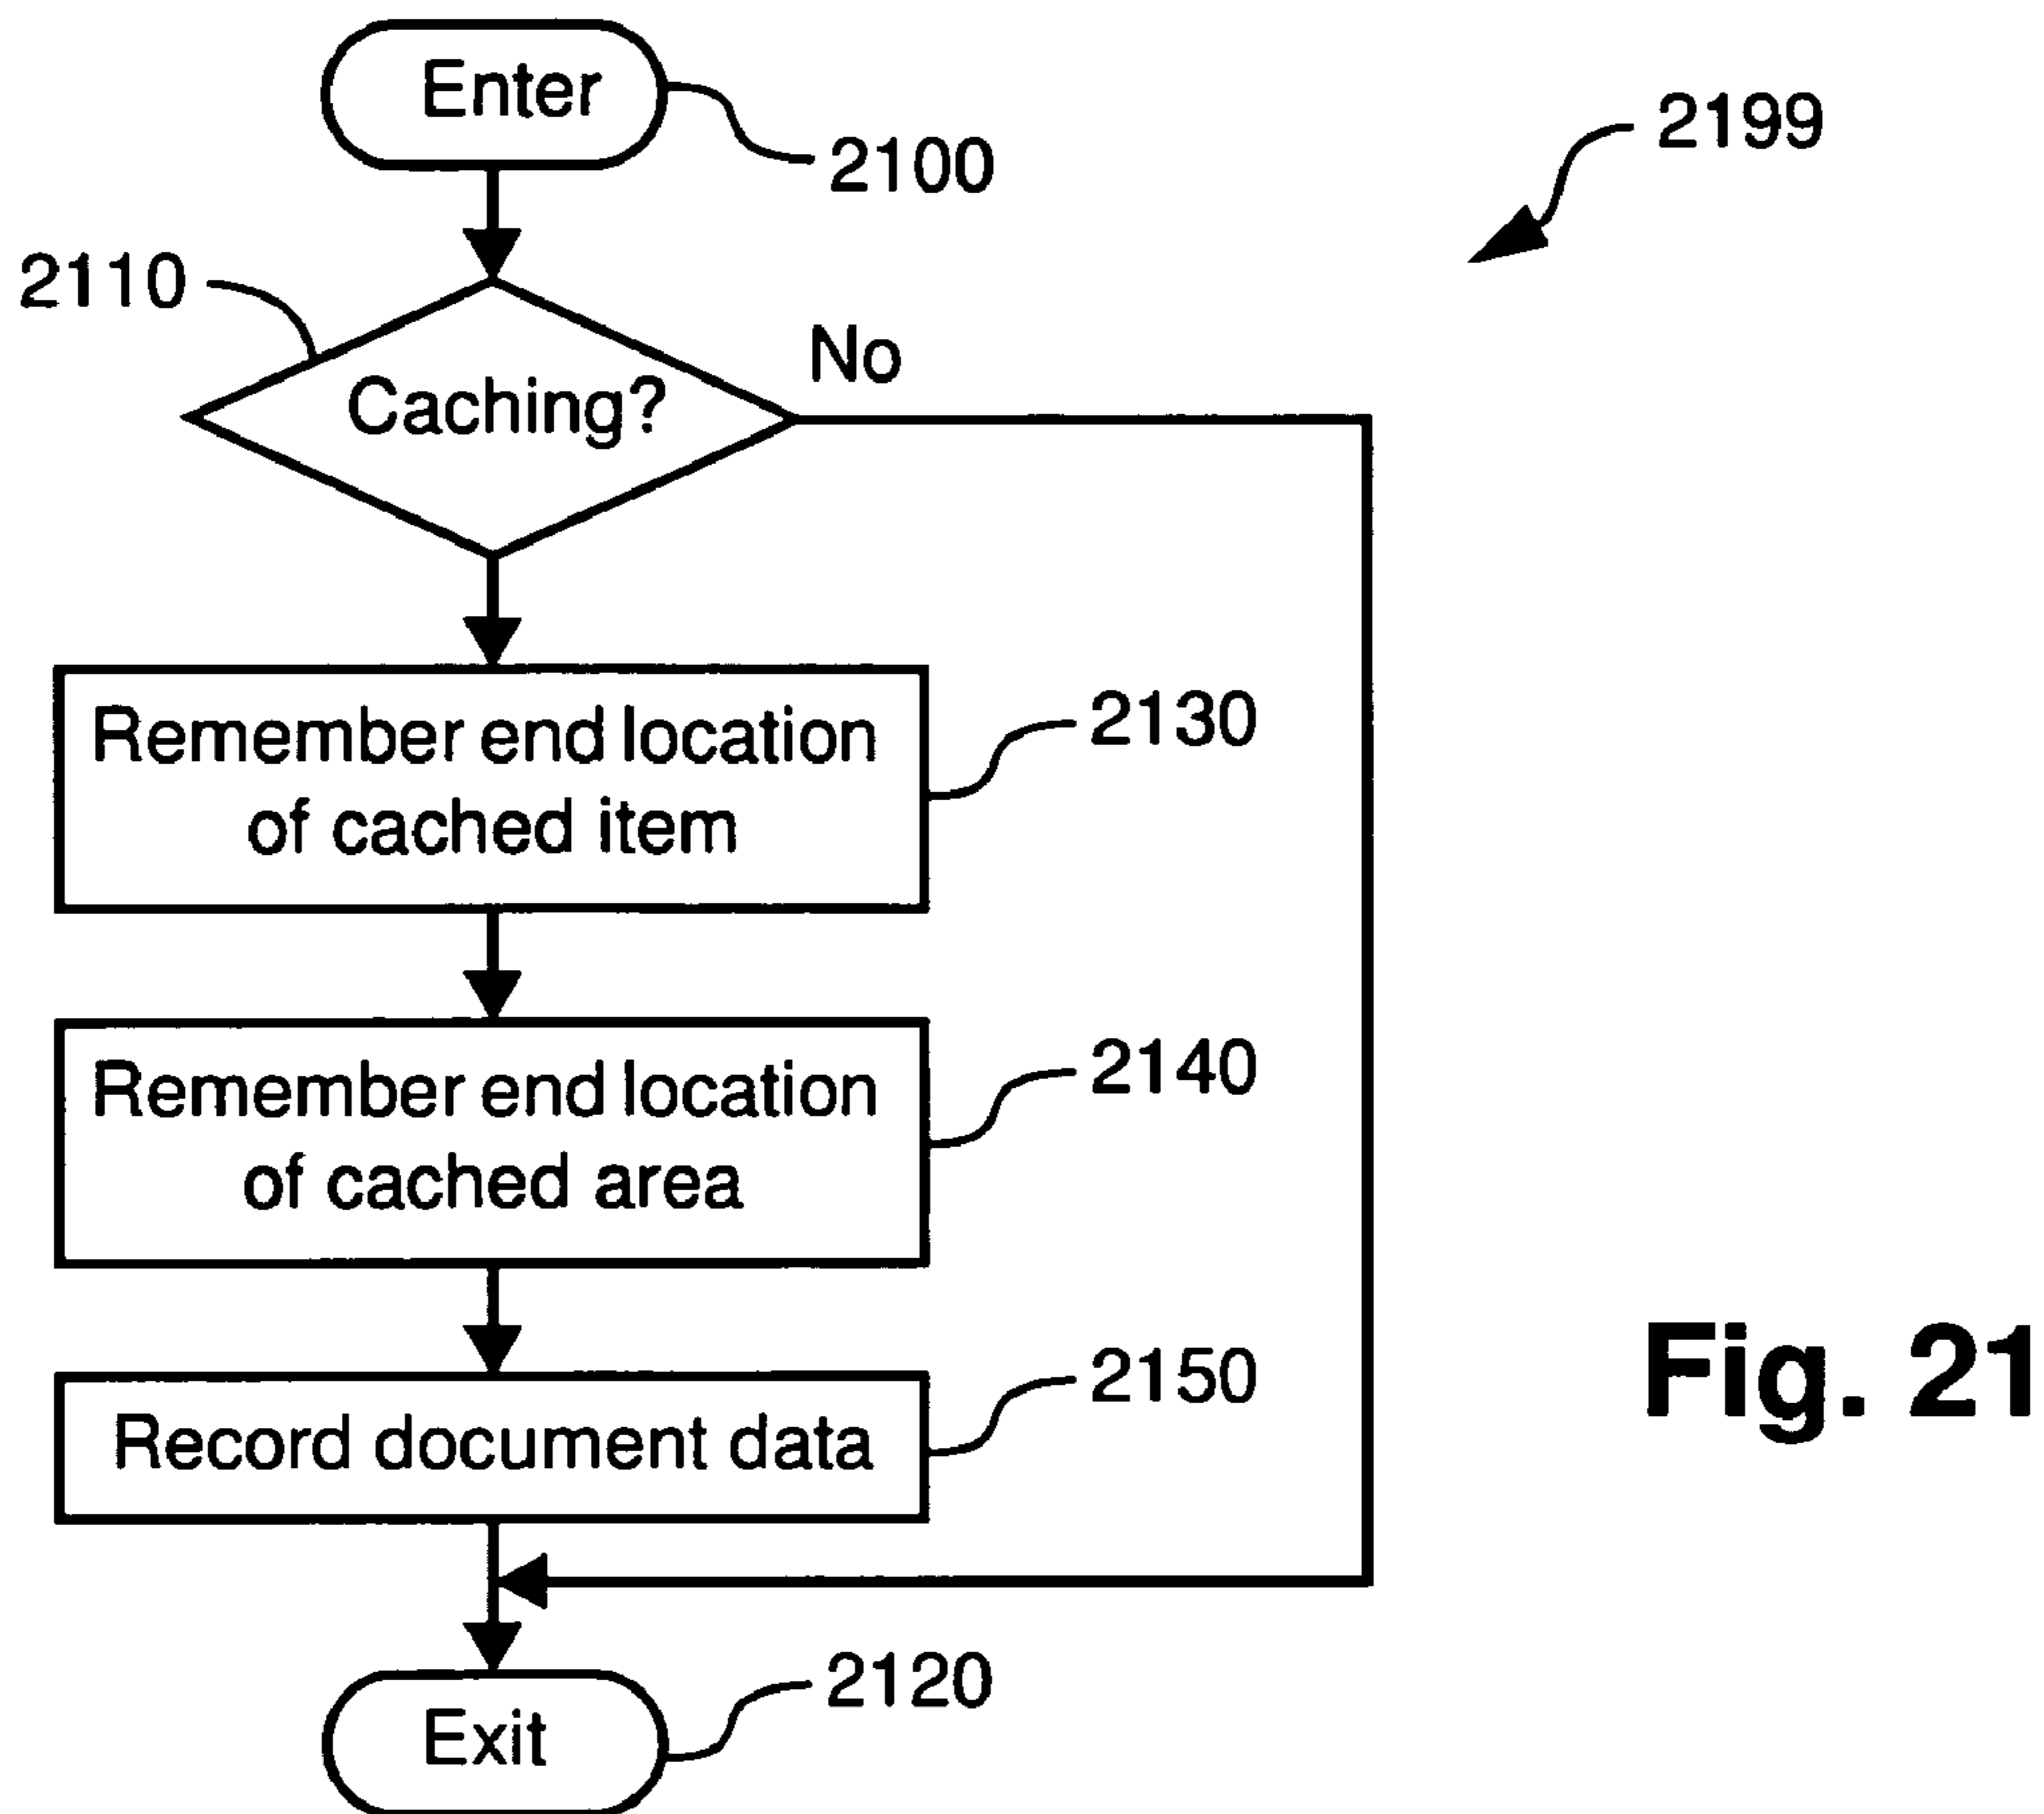 Enter
2100
2199
2110
No
Caching?
Remember end location
of cached item
2130
Remember end location
of cached area
2140
Record document data
2150
Fig. 21
Exit
2120